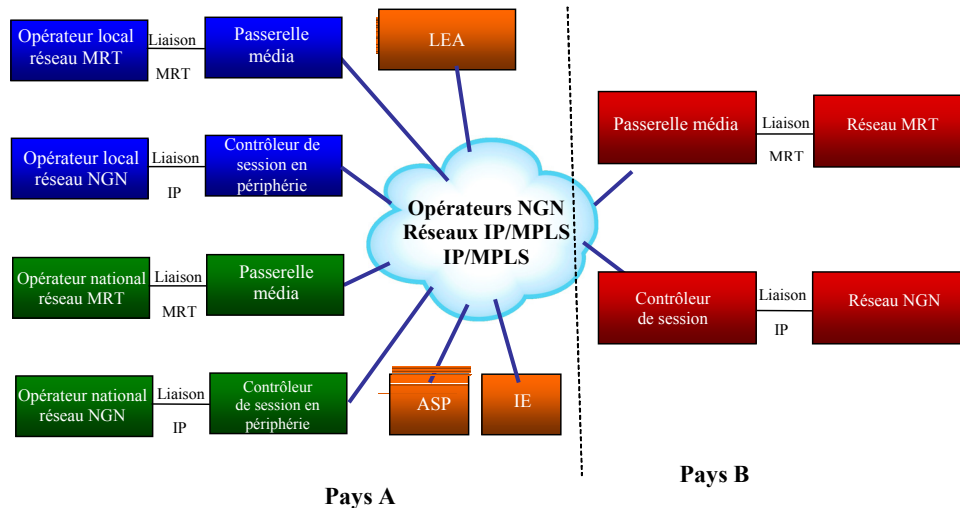 Opérateur local
réseau MRT
Liaison
MRT
Passerelle
média
LEA
Opérateur local
réseau NGN
Liaison
IP
Contrôleur de
session en
périphérie
Opérateur national
réseau MRT
Liaison
MRT
Passerelle
média
Opérateur national
réseau NGN
Liaison
IP
Contrôleur
de session en
périphérie
Opérateurs NGN
Réseaux IP/MPLS
IP/MPLS
ASP
IE
Passerelle média
Liaison
MRT
Réseau MRT
Contrôleur
de session
Liaison
IP
Réseau NGN
Pays A
Pays B